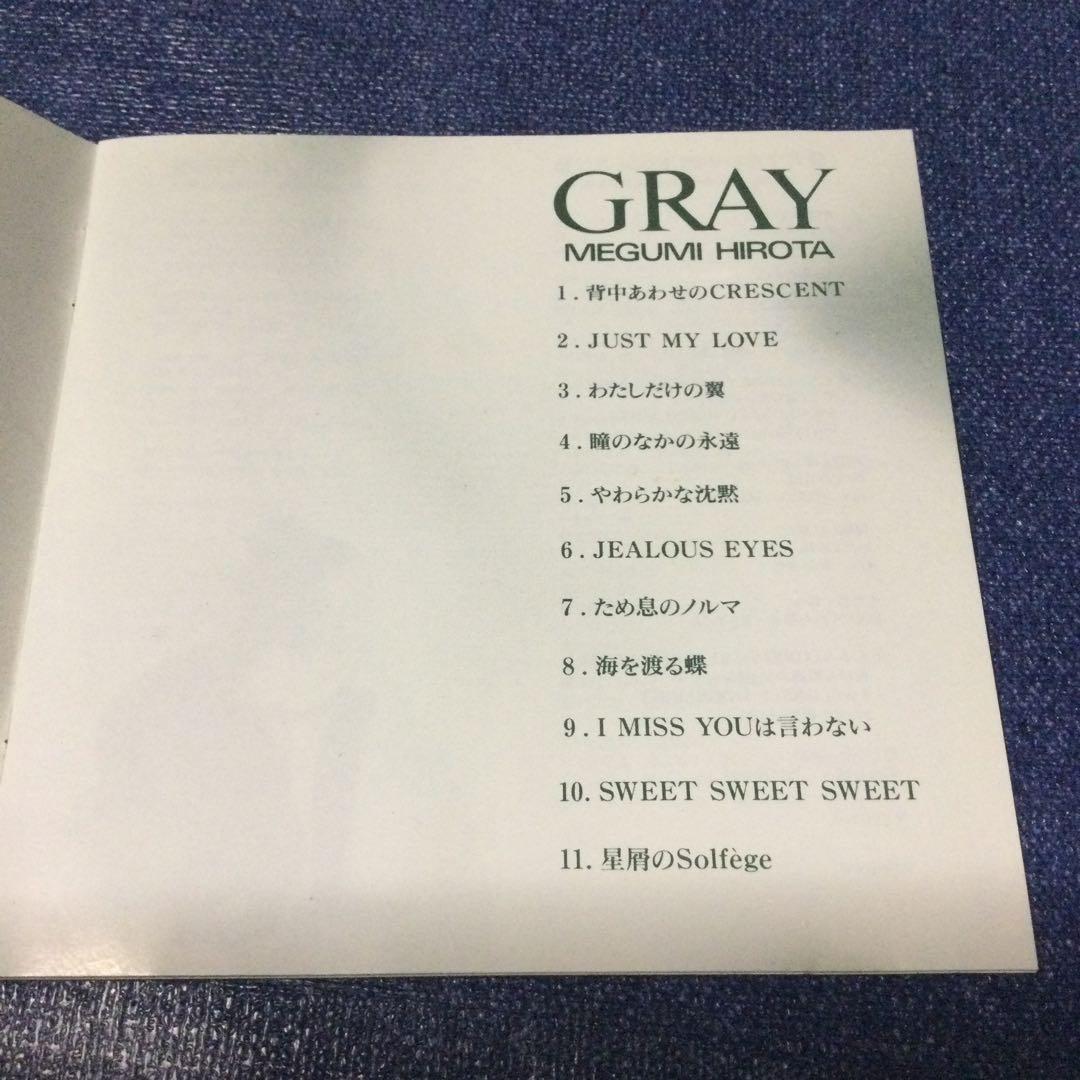 GRAY
MEGUMI HIROTA
1. 背中あわせのCRESCENT
2. JUST MY LOVE
3. わたしだけの翼
4. 瞳のなかの永遠
5. やわらかな沈黙
6. JEALOUS EYES
7. ため息のノルマ
8. 海を渡る蝶
9. I MISS YOUは言わない
10. SWEET SWEET SWEET
11. 星屑のSolfège